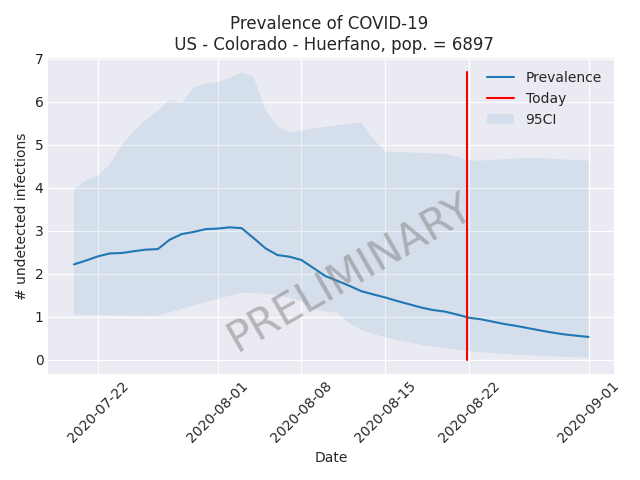 Prevalence of COVID-19
US - Colorado - Huerfano, pop. = 6897
7
6
5
4
3
2
1
0
# undetected infections
Prevalence
Today
95CI
PRELIMINARY
2020-07-22
2020-08-01
2020-08-08
2020-08-15
2020-08-22
2020-09-01
Date